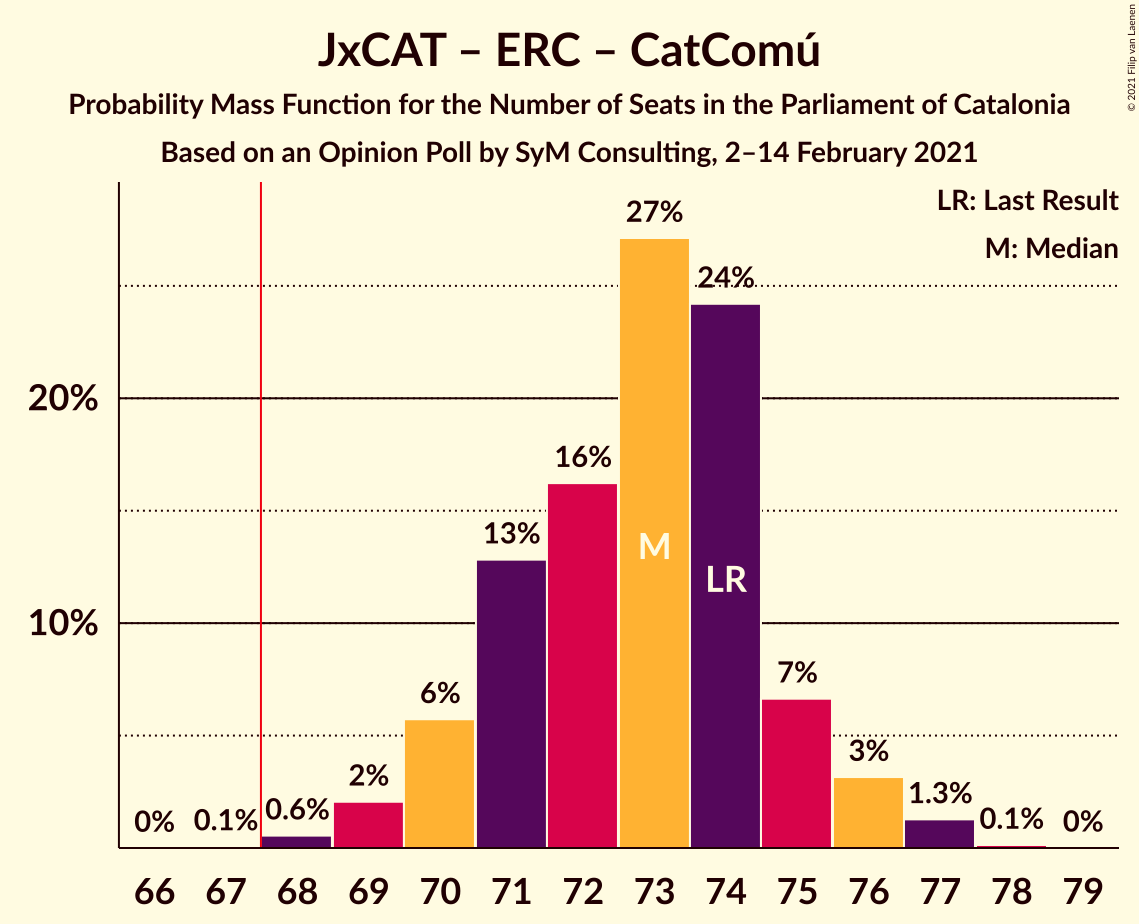 JxCAT – ERC – CatComú
Probability Mass Function for the Number of Seats in the Parliament of Catalonia
Based on an Opinion Poll by SyM Consulting, 2–14 February 2021
© 2021 Filip van Laenen
LR: Last Result
M: Median
27%
24%
20%
16%
13%
M
LR
10%
7%
6%
3%
2%
1.3%
0.6%
0%
0.1%
0.1%
0%
66 67 68 69 70 71 72 73 74 75 76 77 78 79